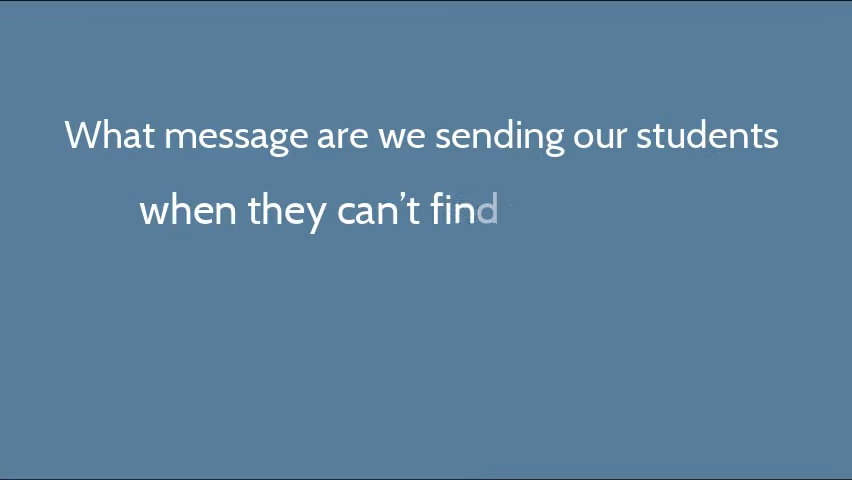 What message are we sending our students
when they can’t find